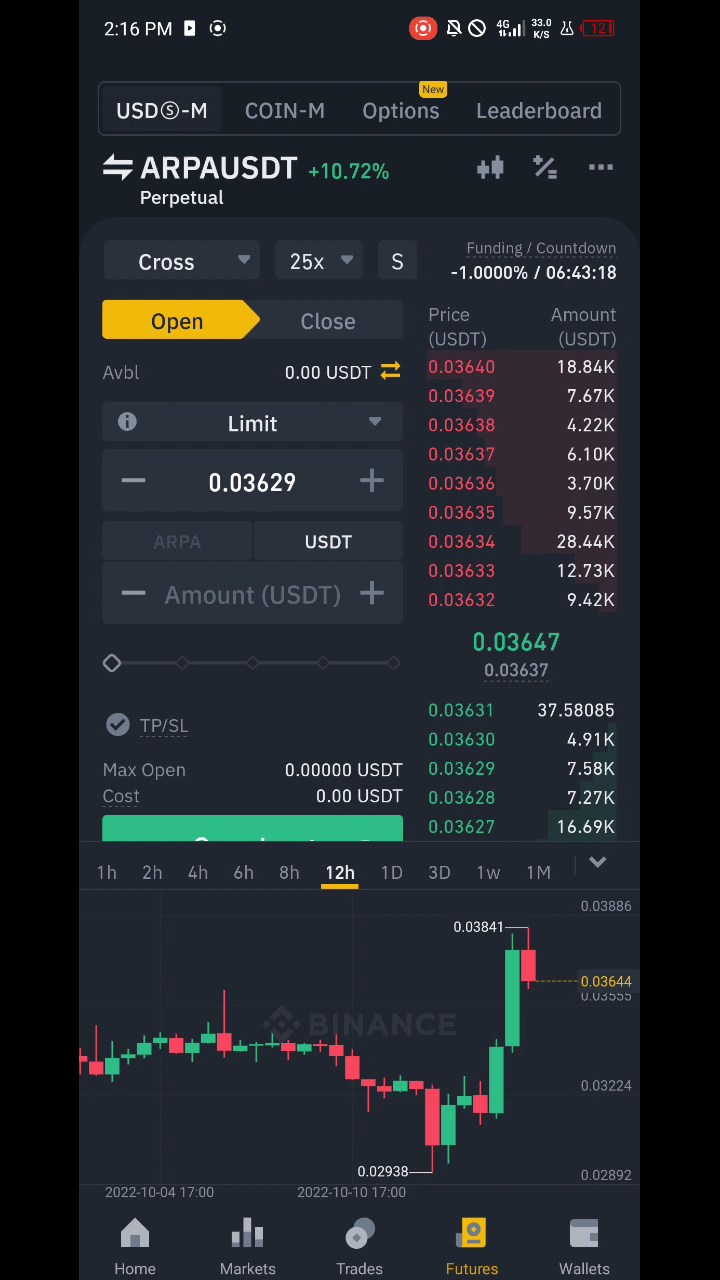 2:16 PM
4G 33.0 K/S 12
New
USDⓈ-M COIN-M Options Leaderboard
ARPAUSDT +10.72%
Perpetual
Cross 25x S
Funding / Countdown
-1.0000% / 06:43:18
Open Close
Price (USDT) Amount (USDT)
Avbl 0.00 USDT
Limit
0.03629
ARPA USDT
Amount (USDT)
0.03640 18.84K
0.03639 7.67K
0.03638 4.22K
0.03637 6.10K
0.03636 3.70K
0.03635 9.57K
0.03634 28.44K
0.03633 12.73K
0.03632 9.42K
0.03647
0.03637
0.03631 37.58085
0.03630 4.91K
0.03629 7.58K
0.03628 7.27K
0.03627 16.69K
TP/SL
Max Open 0.00000 USDT
Cost 0.00 USDT
1h 2h 4h 6h 8h 12h 1D 3D 1w 1M
0.03886
0.03841
0.03644
0.03555
BINANCE
0.03224
0.02938
0.02892
2022-10-04 17:00 2022-10-10 17:00
Home Markets Trades Futures Wallets